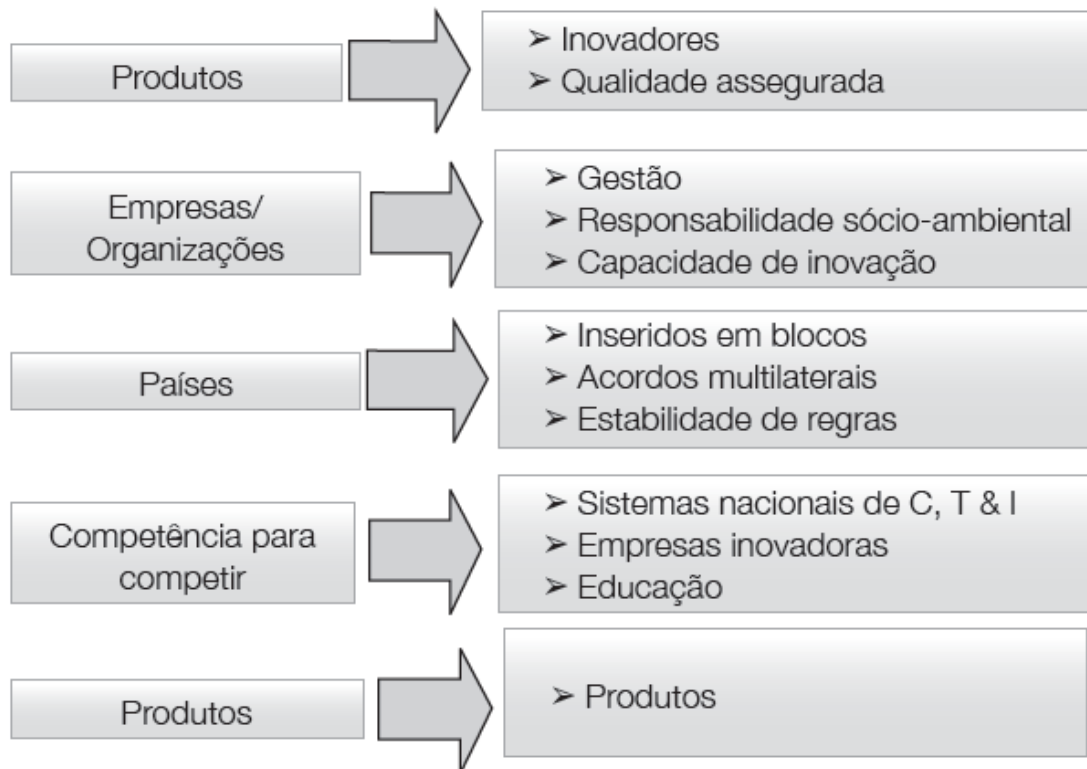 Produtos
➢ Inovadores
➢ Qualidade assegurada
Empresas/
Organizações
➢ Gestão
➢ Responsabilidade sócio-ambiental
➢ Capacidade de inovação
Países
➢ Inseridos em blocos
➢ Acordos multilaterais
➢ Estabilidade de regras
Competência para
competir
➢ Sistemas nacionais de C, T & I
➢ Empresas inovadoras
➢ Educação
Produtos
➢ Produtos